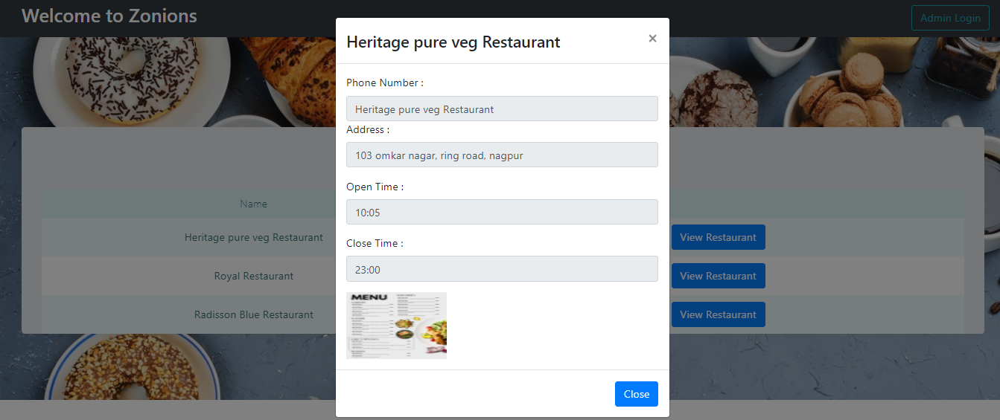 Welcome to Zonions
Admin Login
Heritage pure veg Restaurant
×
Phone Number :
Heritage pure veg Restaurant
Address :
103 omkar nagar, ring road, nagpur
Open Time :
10:05
Close Time :
23:00
MENU
Close
Name
Heritage pure veg Restaurant
View Restaurant
Royal Restaurant
View Restaurant
Radisson Blue Restaurant
View Restaurant